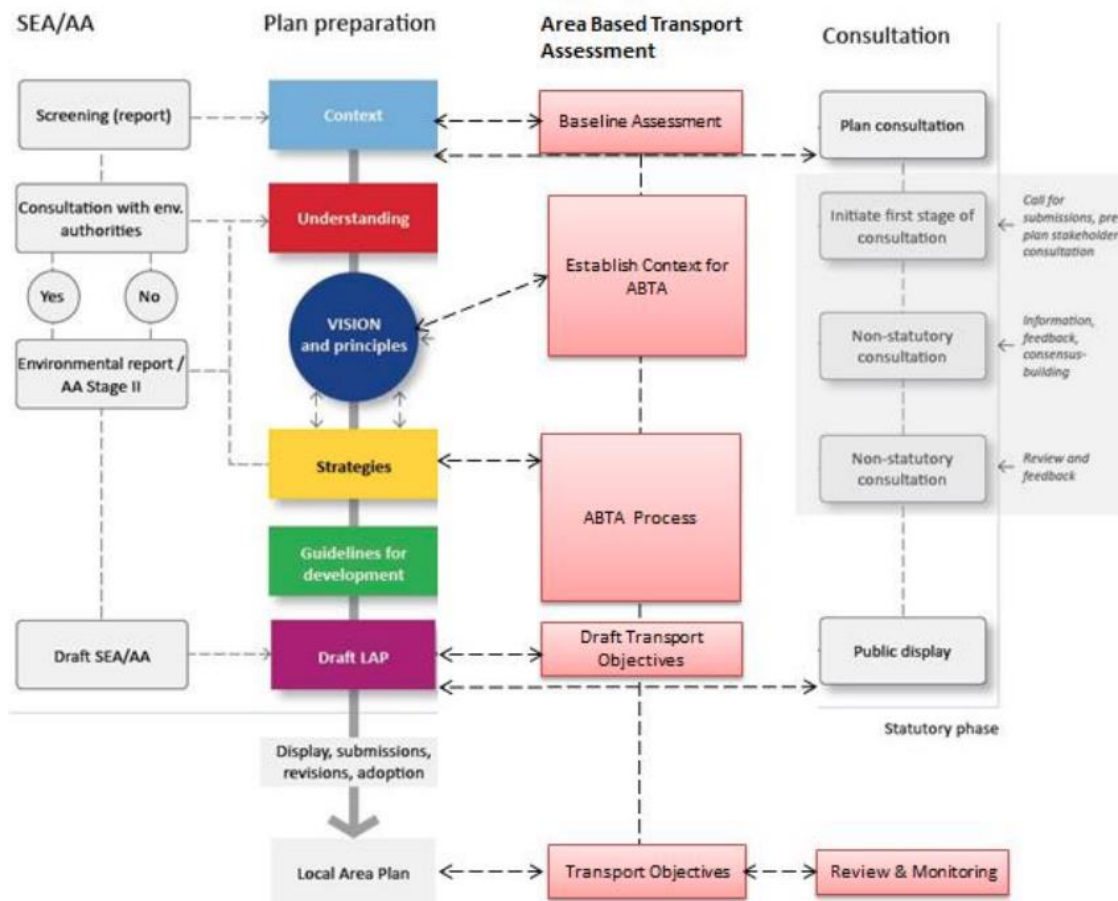 SEA/AA
Plan preparation
Area Based Transport
Assessment
Consultation
Screening (report)
Context
Baseline Assessment
Plan consultation
Consultation with env.
authorities
Understanding
Establish Context for
ABTA
Initiate first stage of
consultation
Call for
submissions, pre
plan stakeholder
consultation
Yes
No
VISION
and principles
Non-statutory
consultation
Information,
feedback,
consensus-
building
Environmental report /
AA Stage II
Strategies
ABTA Process
Non-statutory
consultation
Review and
feedback
Guidelines for
development
Draft SEA/AA
Draft LAP
Draft Transport
Objectives
Public display
Statutory phase
Display, submissions,
revisions, adoption
Local Area Plan
Transport Objectives
Review & Monitoring